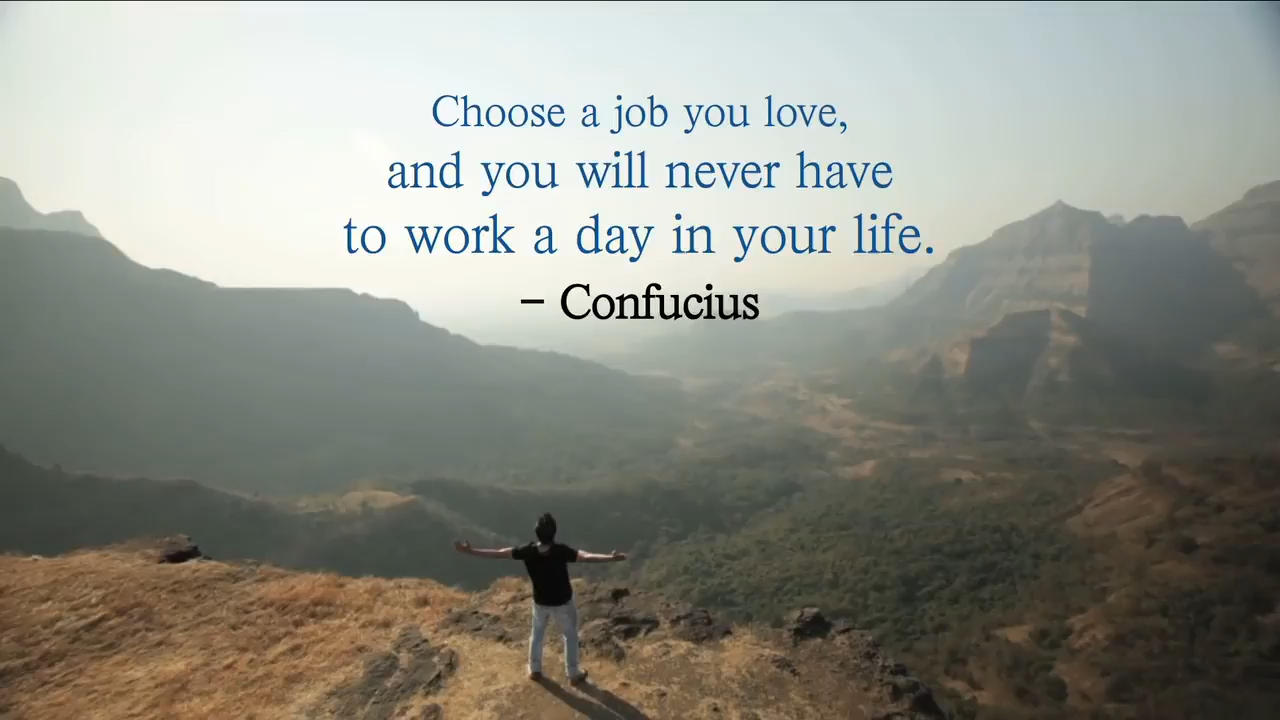 Choose a job you love,
and you will never have
to work a day in your life.
– Confucius